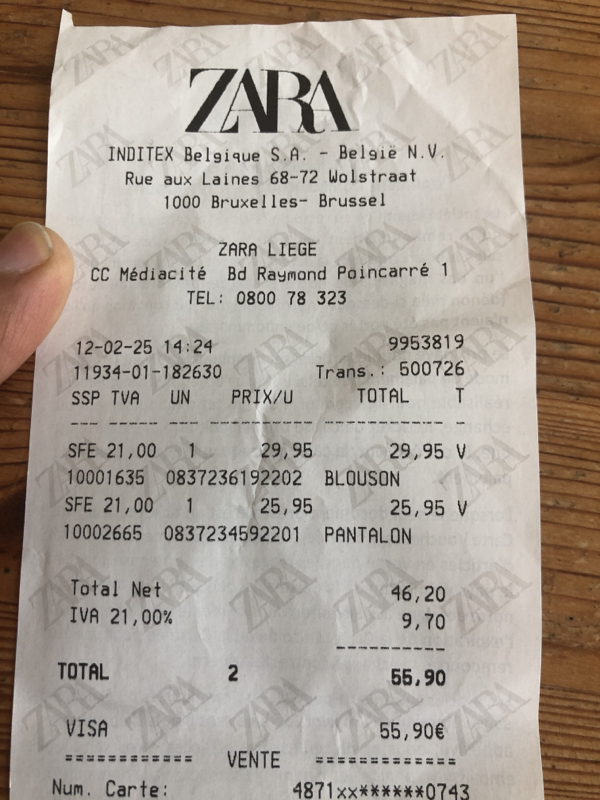 ZARA
INDITEX Belgique S.A. - België N.V.
Rue aux Laines 68-72 Wolstraat
1000 Bruxelles- Brussel
ZARA LIEGE
CC Médiacité Bd Raymond Poincarré 1
TEL: 0800 78 323
12-02-25 14:24 9953819
11934-01-182630 Trans.: 500726
SSP TVA UN PRIX/U TOTAL T
--- ---- -- ---------- ------------ -
SFE 21,00 1 29,95 29,95 V
10001635 0837236192202 BLOUSON
SFE 21,00 1 25,95 25,95 V
10002665 0837234592201 PANTALON
Total Net 46,20
IVA 21,00% 9,70
----------
TOTAL 2 55,90
VISA 55,90€
============ VENTE =============
Num. Carte: 4871xx******0743